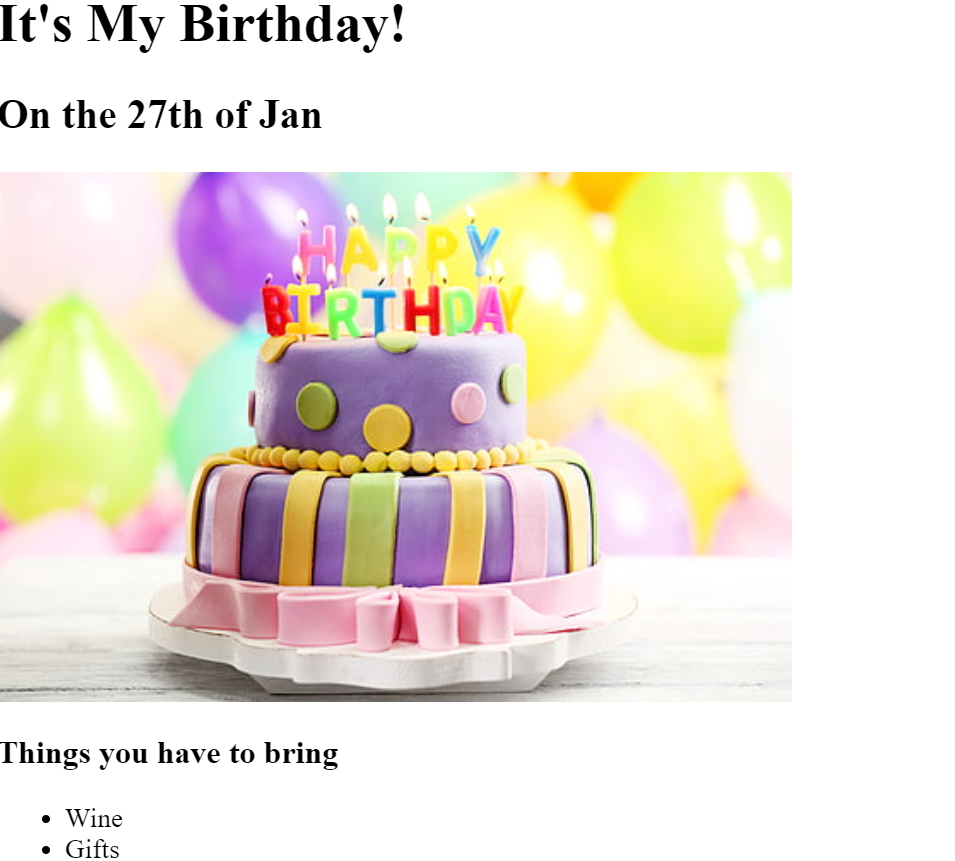 It's My Birthday!
On the 27th of Jan
HAPPY
BIRTHDAY
Things you have to bring
Wine
Gifts